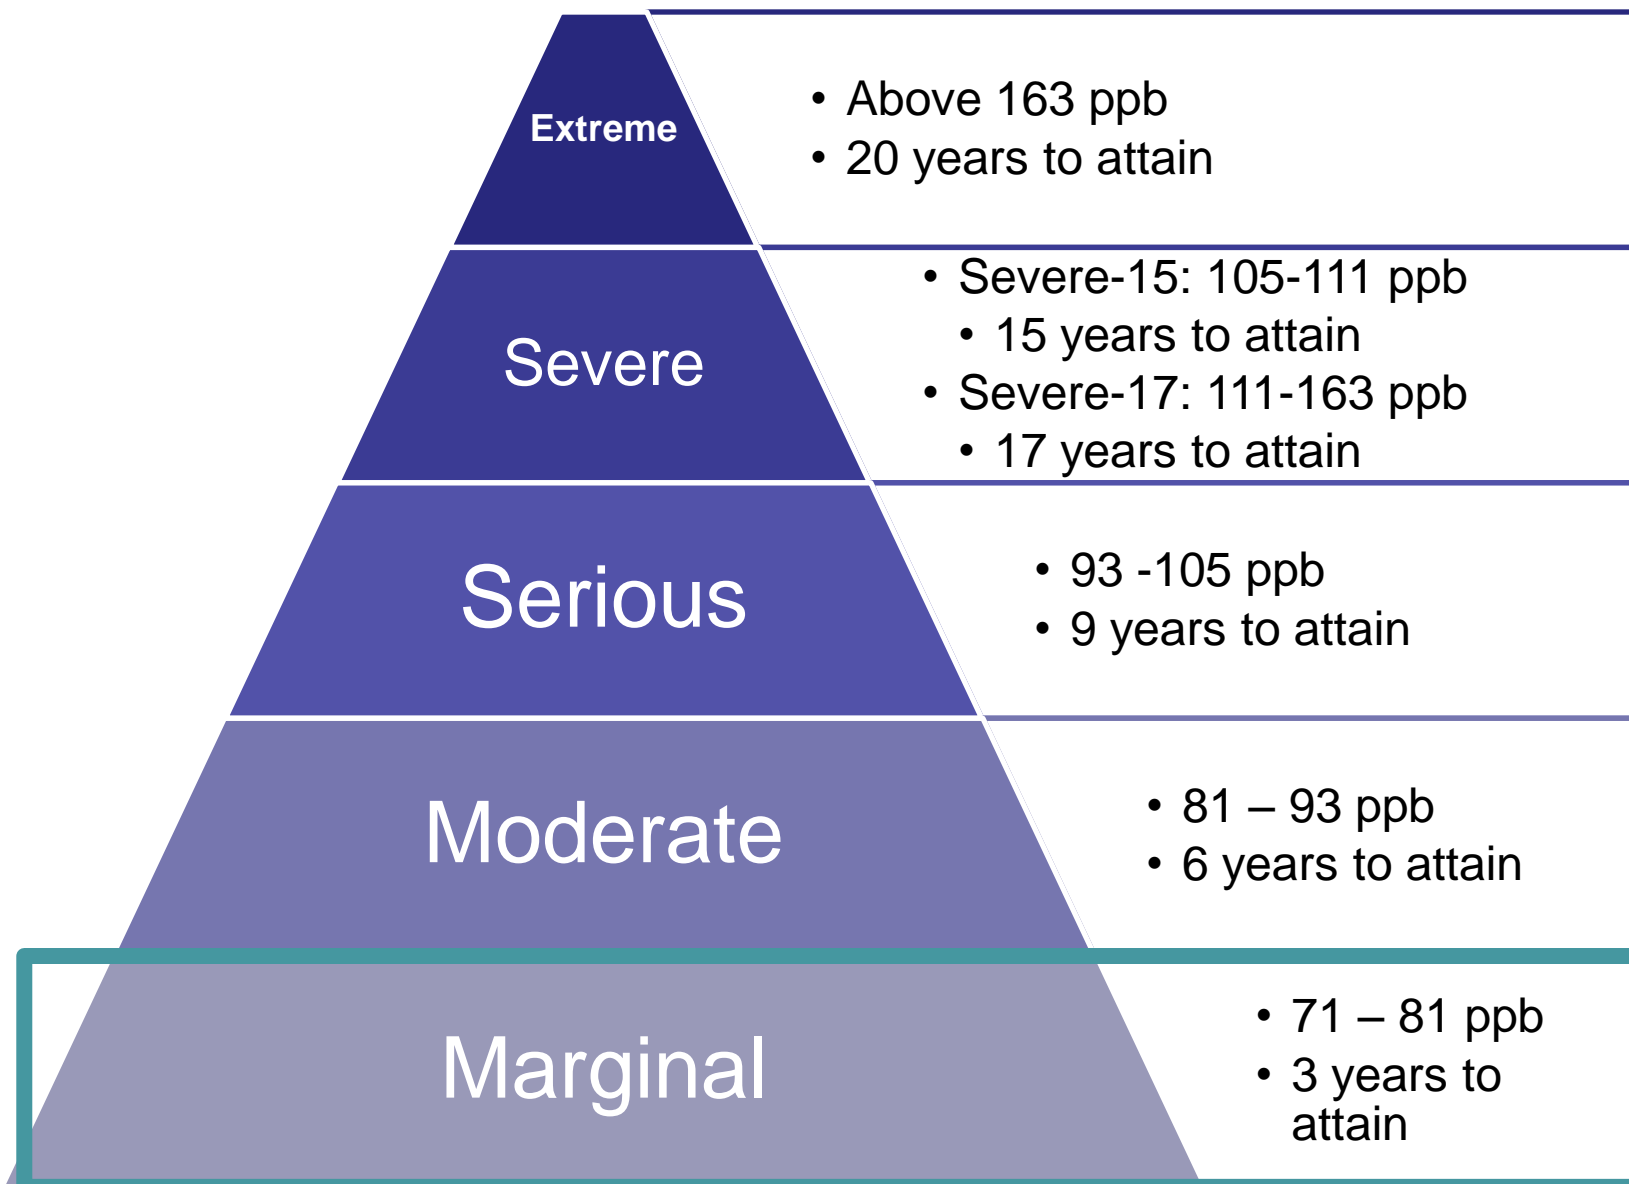 Extreme
• Above 163 ppb
• 20 years to attain
Severe
• Severe-15: 105-111 ppb
• 15 years to attain
• Severe-17: 111-163 ppb
• 17 years to attain
Serious
• 93 -105 ppb
• 9 years to attain
Moderate
• 81 – 93 ppb
• 6 years to attain
Marginal
• 71 – 81 ppb
• 3 years to
attain